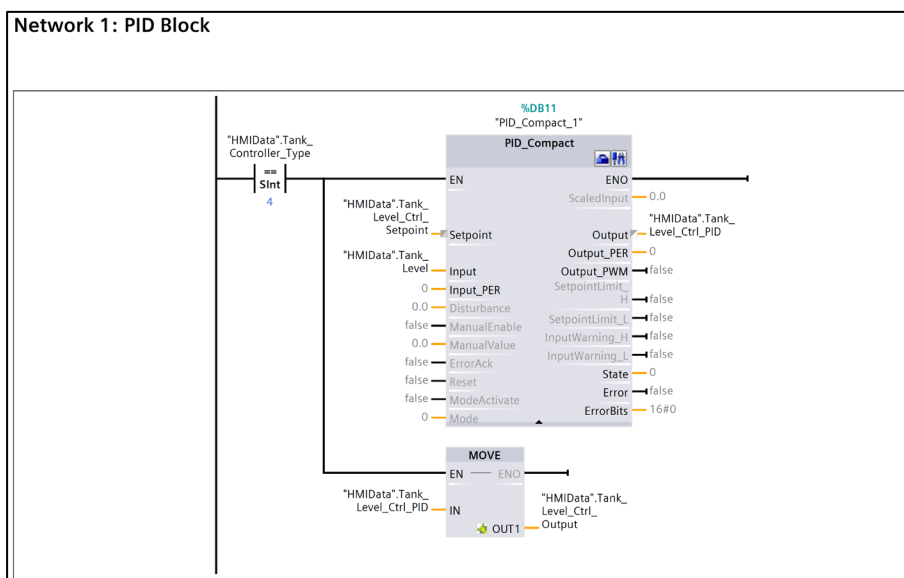 Network 1: PID Block
%DB11
"PID_Compact_1"
"HMIData".Tank_
Controller_Type
==
SInt
4
PID_Compact
EN
ENO
ScaledInput
0.0
"HMIData".Tank_
Level_Ctrl_
Setpoint
Setpoint
Output
"HMIData".Tank_
Level_Ctrl_PID
Output_PER
0
"HMIData".Tank_
Level
Input
Output_PWM
false
0
Input_PER
SetpointLimit_
H
false
0.0
Disturbance
SetpointLimit_L
false
false
ManualEnable
InputWarning_H
false
0.0
ManualValue
InputWarning_L
false
false
ErrorAck
State
0
false
Reset
Error
false
false
ModeActivate
ErrorBits
16#0
0
Mode
MOVE
EN
ENO
"HMIData".Tank_
Level_Ctrl_PID
IN
OUT1
"HMIData".Tank_
Level_Ctrl_
Output